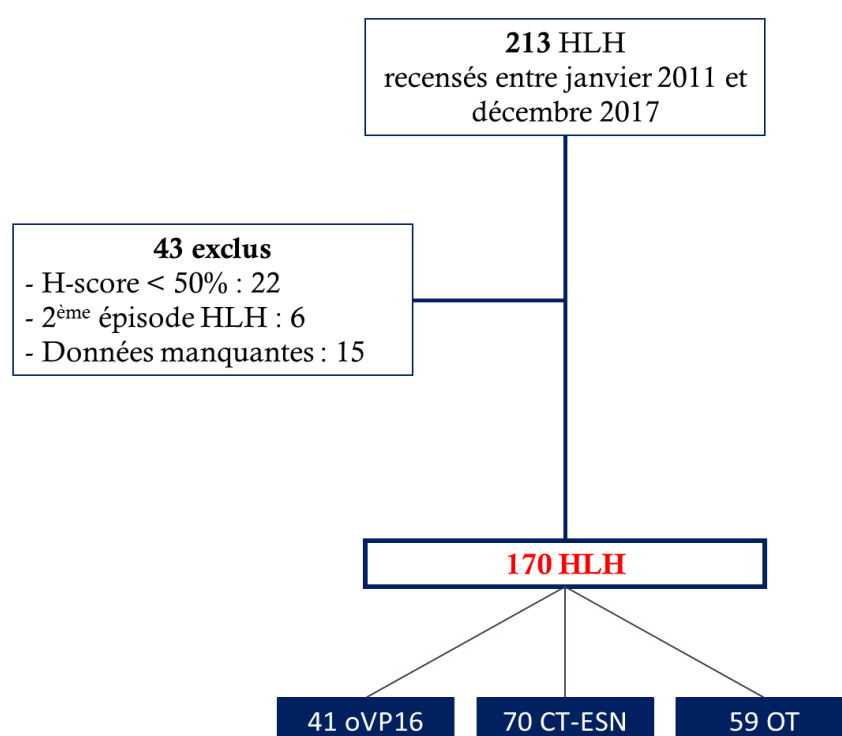 213 HLH
recensés entre janvier 2011 et
décembre 2017
43 exclus
- H-score < 50% : 22
- 2ème épisode HLH : 6
- Données manquantes : 15
170 HLH
41 oVP16
70 CT-ESN
59 OT